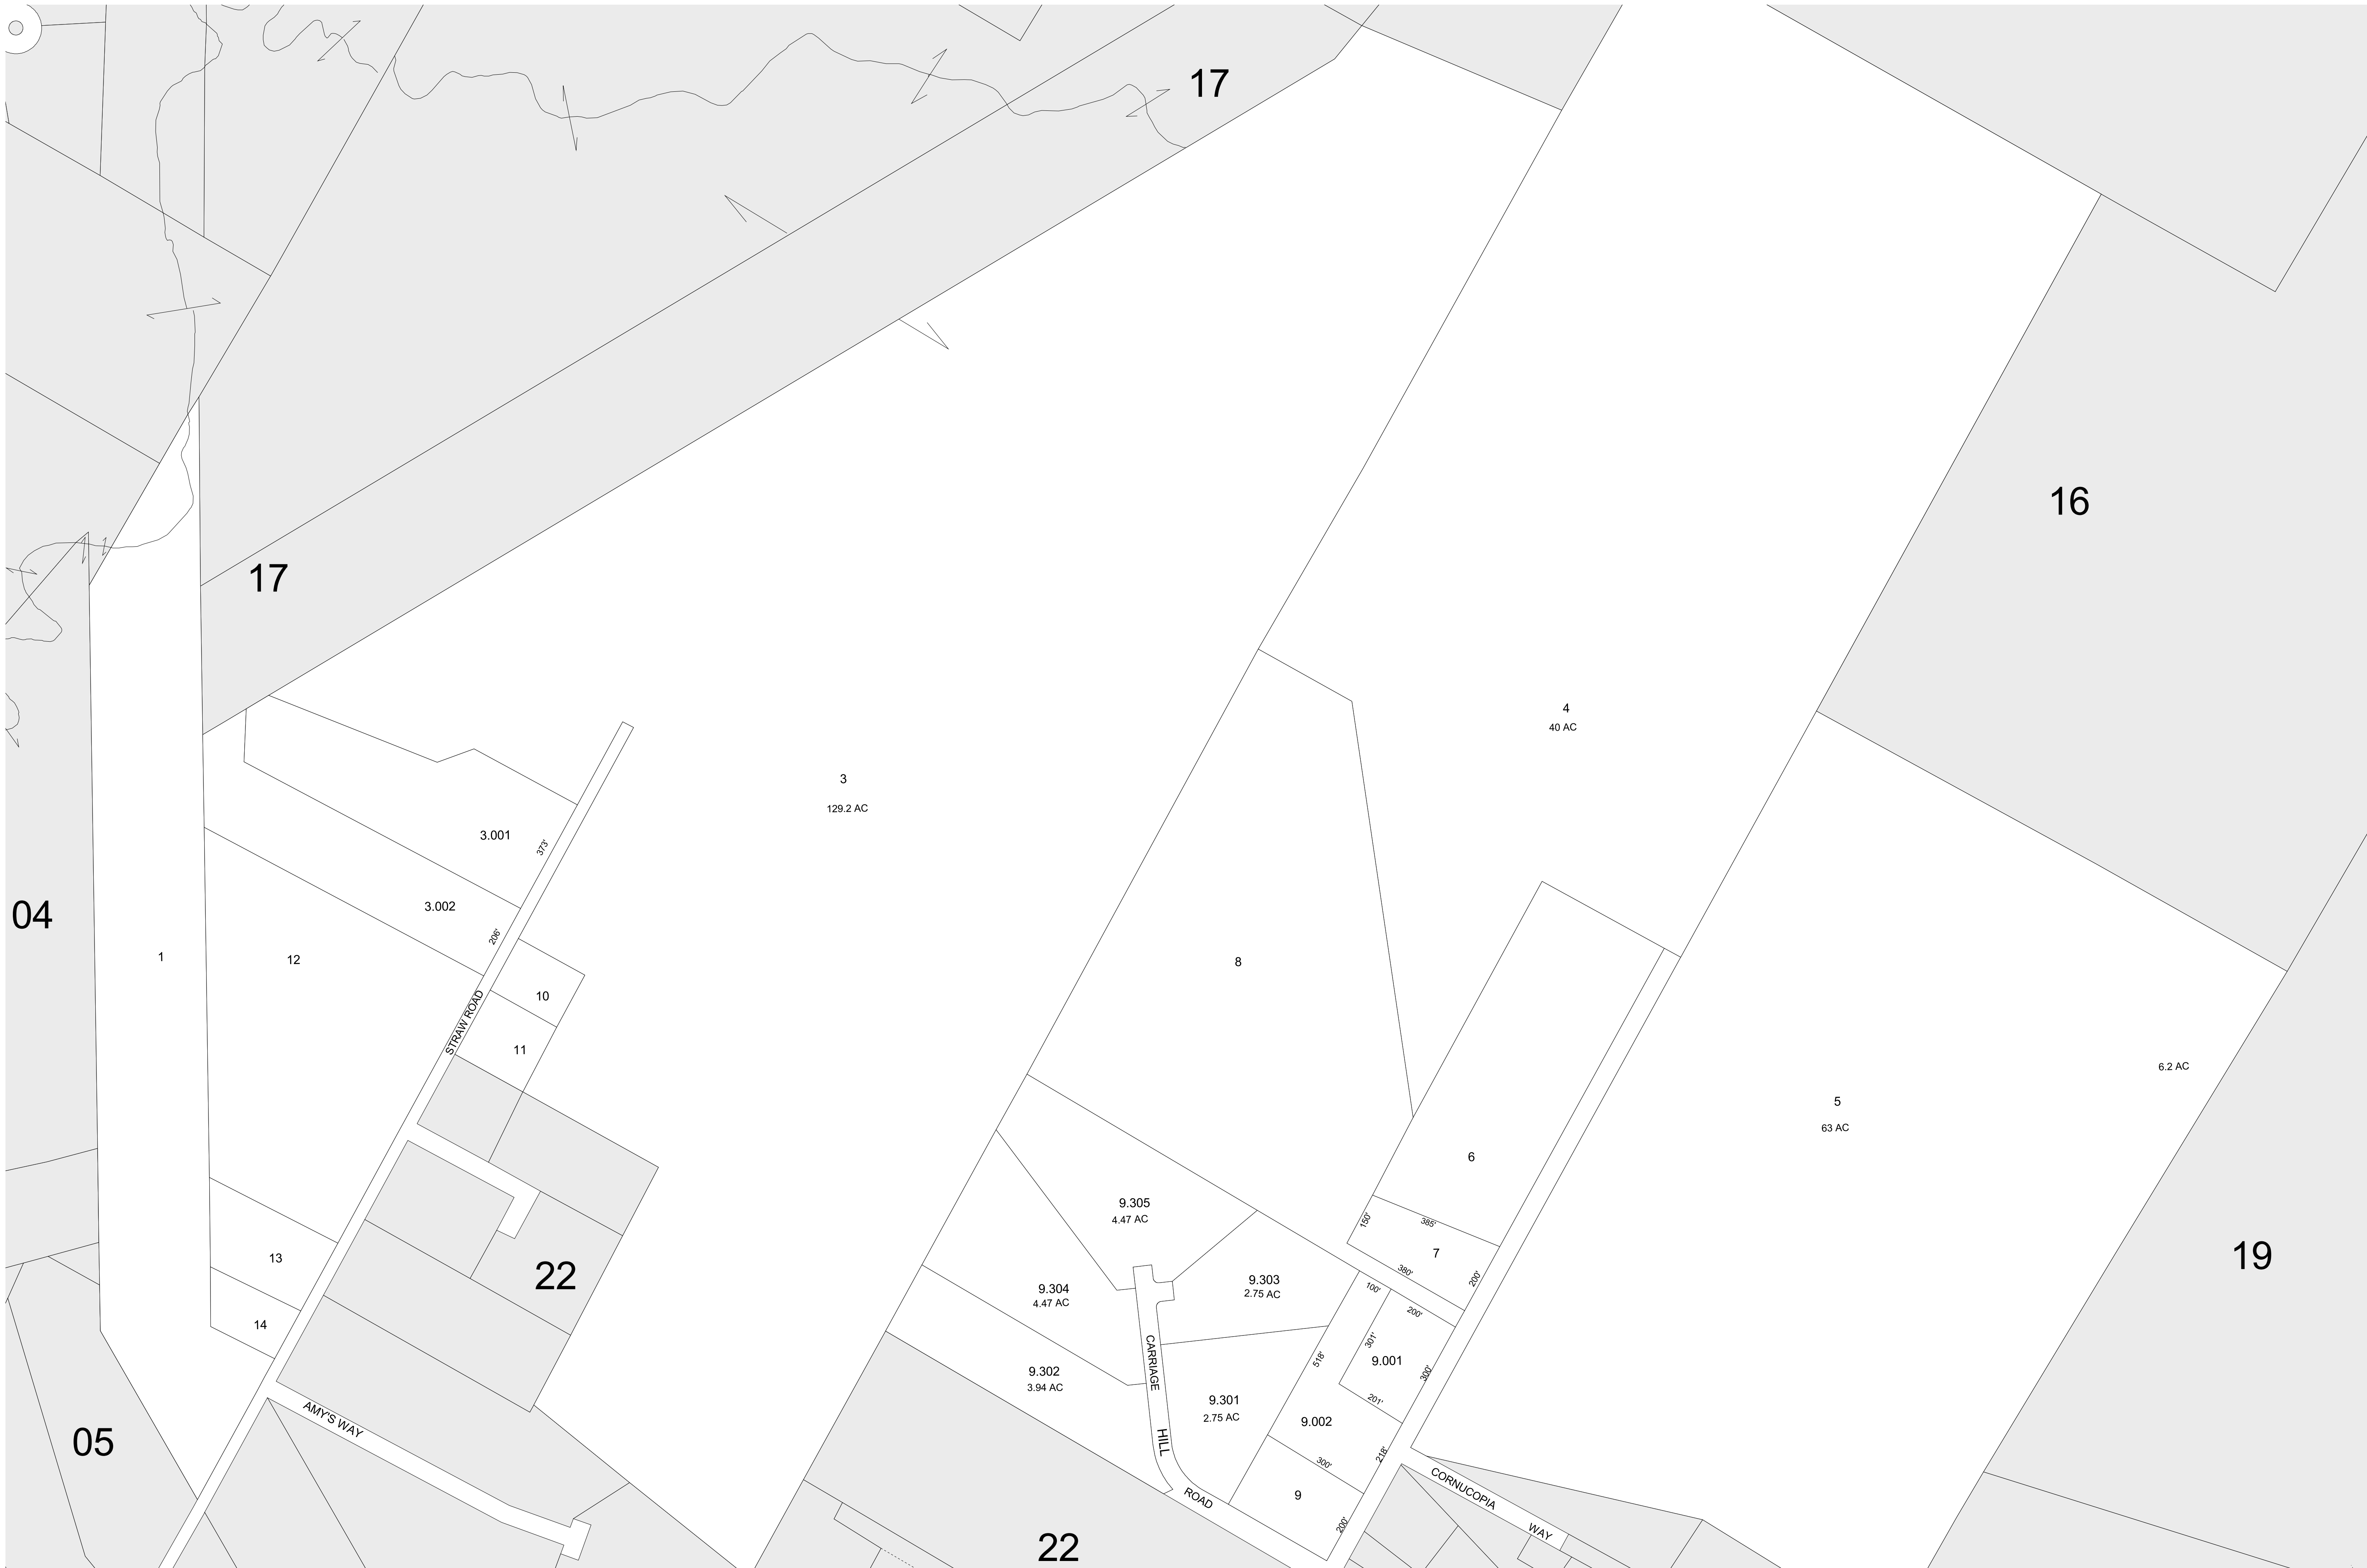 17
16
17
4
40 AC
3
129.2 AC
3.001
373'
3.002
206'
04
1
12
8
10
STRAW ROAD
11
6.2 AC
5
63 AC
6
9.305
4.47 AC
150'
385'
7
380'
200'
13
22
19
9.304
4.47 AC
9.303
2.75 AC
100'
200'
14
301'
518'
9.001
300'
CARRIAGE
HILL
ROAD
9.302
3.94 AC
9.301
2.75 AC
201'
9.002
218'
300'
AMY'S WAY
05
9
200'
CORNUCOPIA
WAY
22